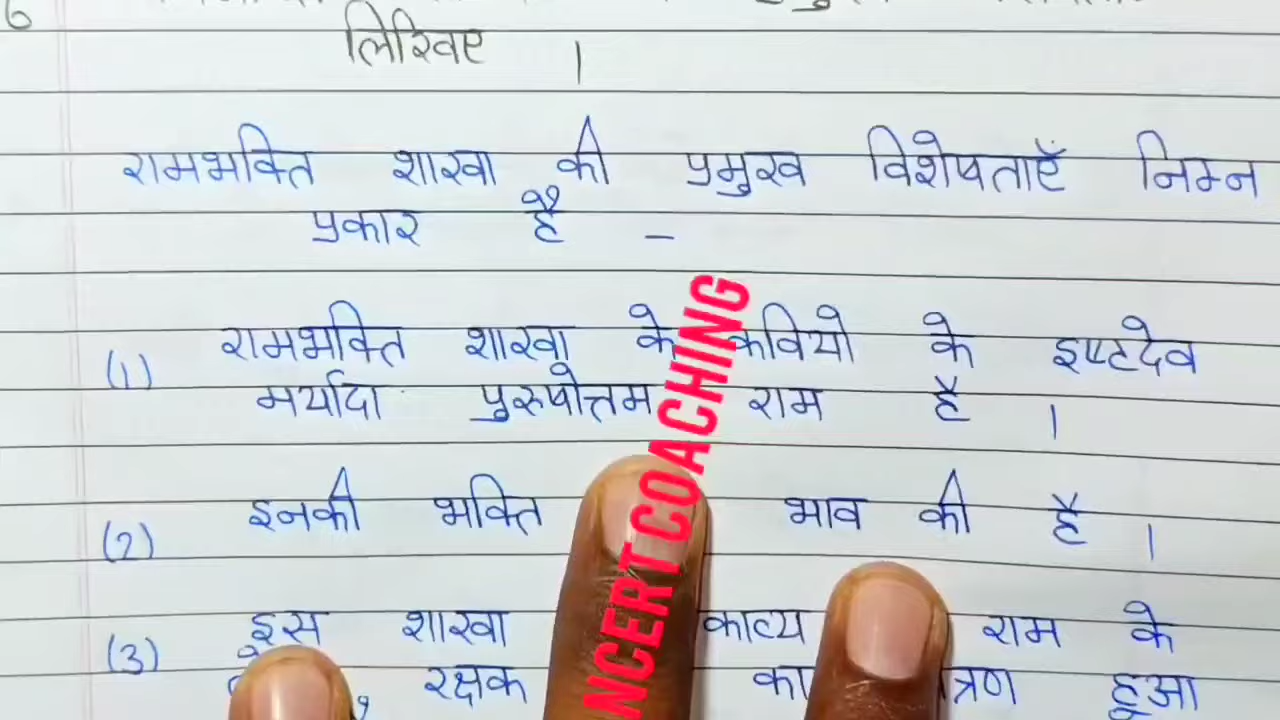 6
लिखिए ।
रामभक्ति शाखा की प्रमुख विशेषताएँ निम्न
प्रकार है -
(1) रामभक्ति शाखा के कवियो के इष्टदेव
मर्यादा पुरुषोत्तम राम है ।
(2) इनकी भक्ति भाव की है ।
(3) इस शाखा काव्य राम के
रक्षक का हुआ
NCERT COACHING